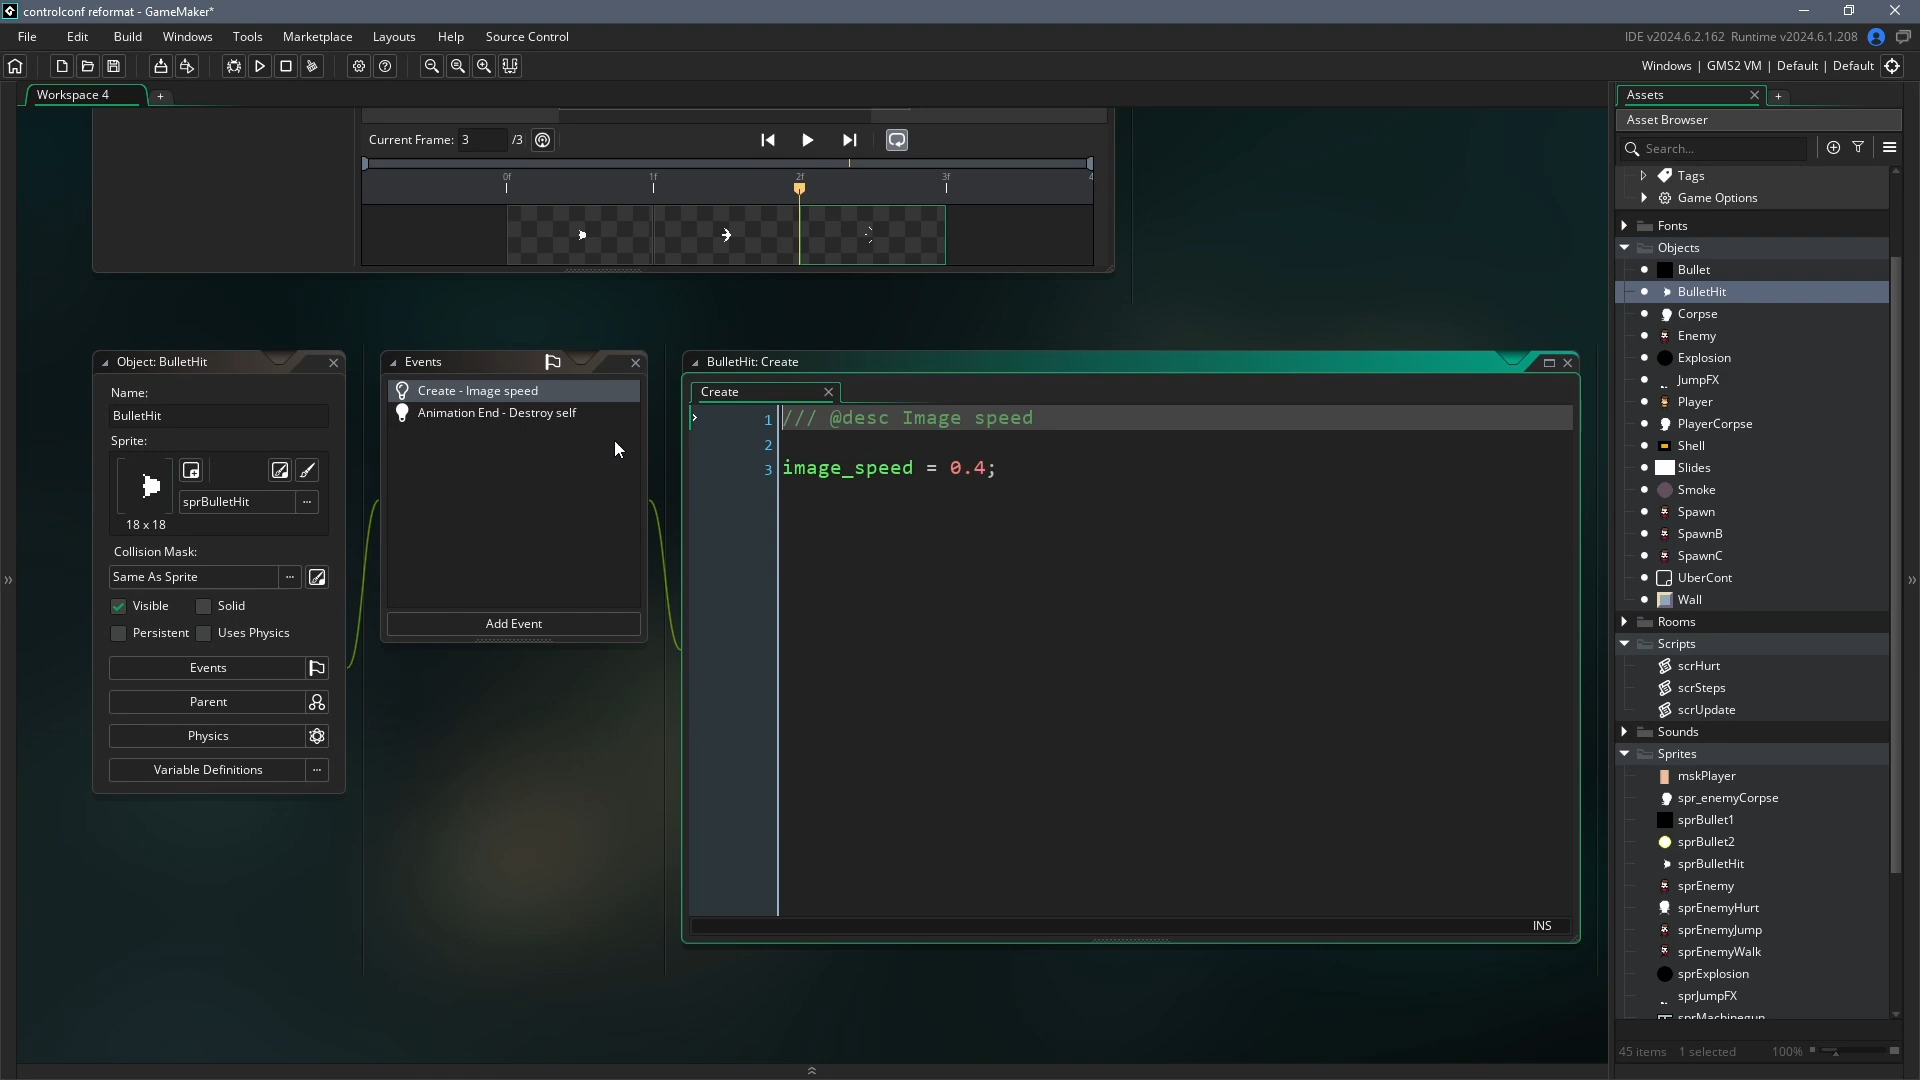 controlconf reformat - GameMaker*
File Edit Build Windows Tools Marketplace Layouts Help Source Control
IDE v2024.6.2.162 Runtime v2024.6.1.208
Windows | GMS2 VM | Default | Default
Workspace 4
+
Current Frame: 3 /3
0f 1f 2f 3f 4
Object: BulletHit
Name:
BulletHit
Sprite:
sprBulletHit
18 x 18
Collision Mask:
Same As Sprite
Visible Solid
Persistent Uses Physics
Events
Parent
Physics
Variable Definitions
Events
Create - Image speed
Animation End - Destroy self
Add Event
BulletHit: Create
Create
1 /// @desc Image speed
2
3 image_speed = 0.4;
INS
Assets
Asset Browser
Search...
Tags
Game Options
Fonts
Objects
Bullet
BulletHit
Corpse
Enemy
Explosion
JumpFX
Player
PlayerCorpse
Shell
Slides
Smoke
Spawn
SpawnB
SpawnC
UberCont
Wall
Rooms
Scripts
scrHurt
scrSteps
scrUpdate
Sounds
Sprites
mskPlayer
spr_enemyCorpse
sprBullet1
sprBullet2
sprBulletHit
sprEnemy
sprEnemyHurt
sprEnemyJump
sprEnemyWalk
sprExplosion
sprJumpFX
sprMachinegun
45 items 1 selected 100%